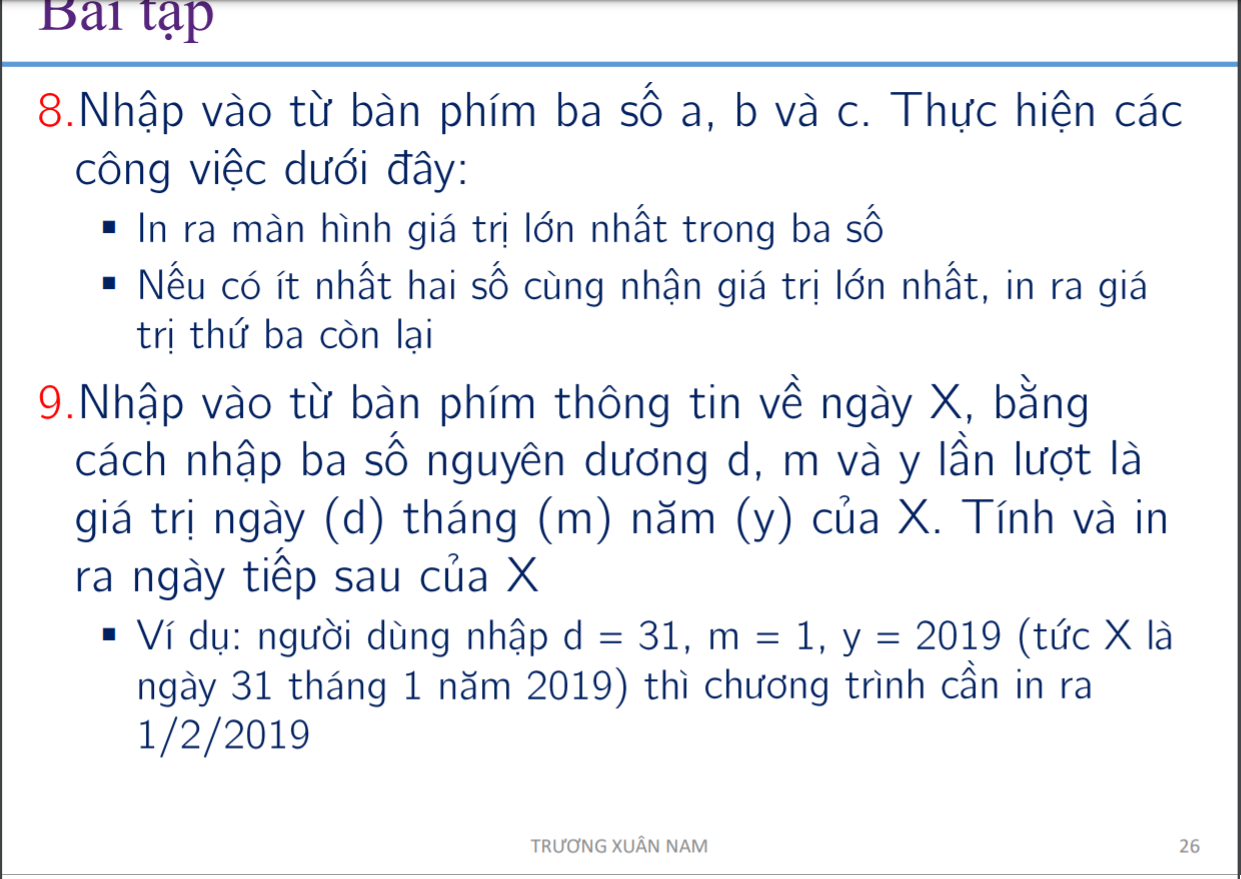 Bài tập
8.Nhập vào từ bàn phím ba số a, b và c. Thực hiện các
công việc dưới đây:
▪ In ra màn hình giá trị lớn nhất trong ba số
▪ Nếu có ít nhất hai số cùng nhận giá trị lớn nhất, in ra giá
trị thứ ba còn lại
9.Nhập vào từ bàn phím thông tin về ngày X, bằng
cách nhập ba số nguyên dương d, m và y lần lượt là
giá trị ngày (d) tháng (m) năm (y) của X. Tính và in
ra ngày tiếp sau của X
▪ Ví dụ: người dùng nhập d = 31, m = 1, y = 2019 (tức X là
ngày 31 tháng 1 năm 2019) thì chương trình cần in ra
1/2/2019
TRƯƠNG XUÂN NAM
26